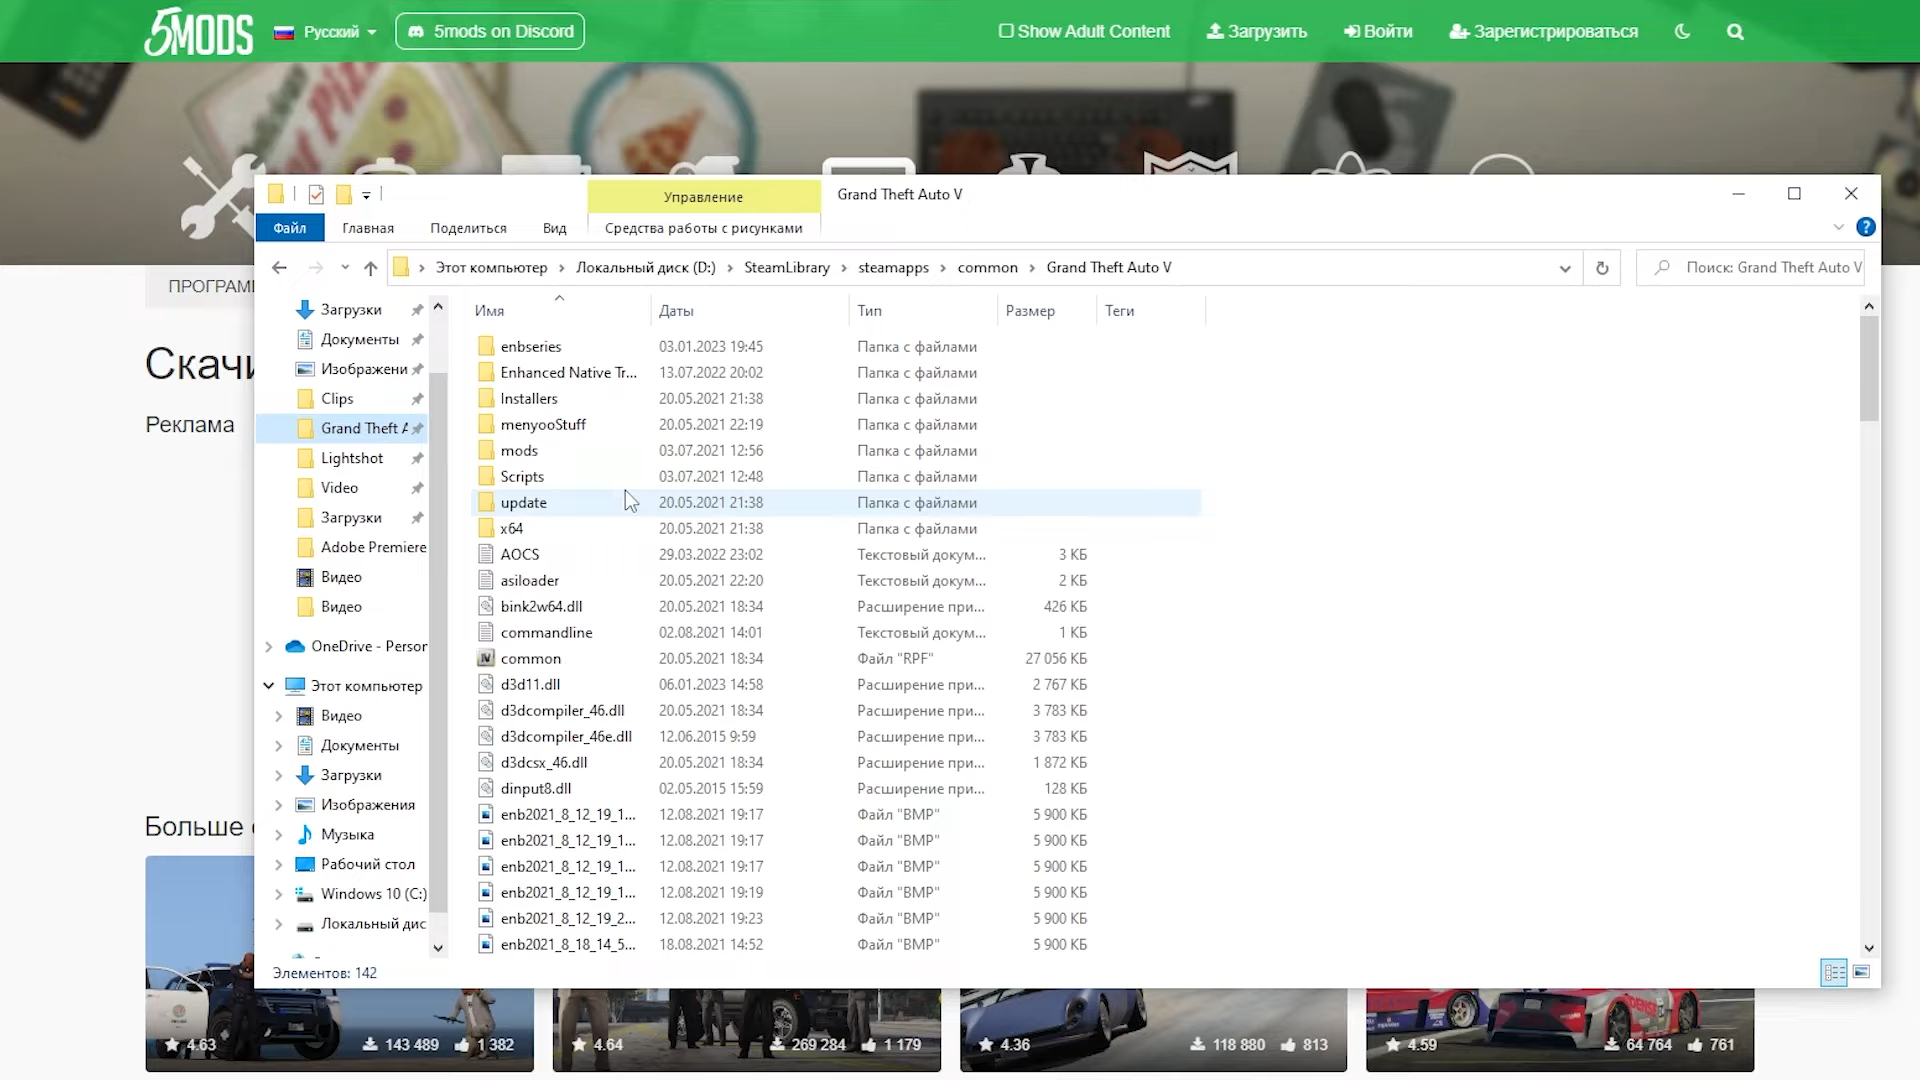 5MODS
Русский
5mods on Discord
Show Adult Content
Загрузить
Войти
Зарегистрироваться
Управление
Grand Theft Auto V
Файл
Главная
Поделиться
Вид
Средства работы с рисунками
Этот компьютер
Локальный диск (D:)
SteamLibrary
steamapps
common
Grand Theft Auto V
Поиск: Grand Theft Auto V
ПРОГРАМ
Скачи
Реклама
Больше
Загрузки
Документы
Изображени
Clips
Grand Theft A
Lightshot
Video
Загрузки
Adobe Premiere
Видео
Видео
OneDrive - Person
Этот компьютер
Видео
Документы
Загрузки
Изображения
Музыка
Рабочий стол
Windows 10 (C:)
Локальный дис
Имя Даты Тип Размер Теги
enbseries 03.01.2023 19:45 Папка с файлами
Enhanced Native Tr... 13.07.2022 20:02 Папка с файлами
Installers 20.05.2021 21:38 Папка с файлами
menyooStuff 20.05.2021 22:19 Папка с файлами
mods 03.07.2021 12:56 Папка с файлами
Scripts 03.07.2021 12:48 Папка с файлами
update 20.05.2021 21:38 Папка с файлами
x64 20.05.2021 21:38 Папка с файлами
AOCS 29.03.2022 23:02 Текстовый докум... 3 КБ
asiloader 20.05.2021 22:20 Текстовый докум... 2 КБ
bink2w64.dll 20.05.2021 18:34 Расширение при... 426 КБ
commandline 02.08.2021 14:01 Текстовый докум... 1 КБ
common 20.05.2021 18:34 Файл "RPF" 27 056 КБ
d3d11.dll 06.01.2023 14:58 Расширение при... 2 767 КБ
d3dcompiler_46.dll 20.05.2021 18:34 Расширение при... 3 783 КБ
d3dcompiler_46e.dll 12.06.2015 9:59 Расширение при... 3 783 КБ
d3dcsx_46.dll 20.05.2021 18:34 Расширение при... 1 872 КБ
dinput8.dll 02.05.2015 15:59 Расширение при... 128 КБ
enb2021_8_12_19_1... 12.08.2021 19:17 Файл "BMP" 5 900 КБ
enb2021_8_12_19_1... 12.08.2021 19:17 Файл "BMP" 5 900 КБ
enb2021_8_12_19_1... 12.08.2021 19:17 Файл "BMP" 5 900 КБ
enb2021_8_12_19_1... 12.08.2021 19:19 Файл "BMP" 5 900 КБ
enb2021_8_12_19_2... 12.08.2021 19:23 Файл "BMP" 5 900 КБ
enb2021_8_18_14_5... 18.08.2021 14:52 Файл "BMP" 5 900 КБ
Элементов: 142
4.63 143 489 1 382
4.64 269 284 1 179
4.36 118 880 813
4.59 64 764 761